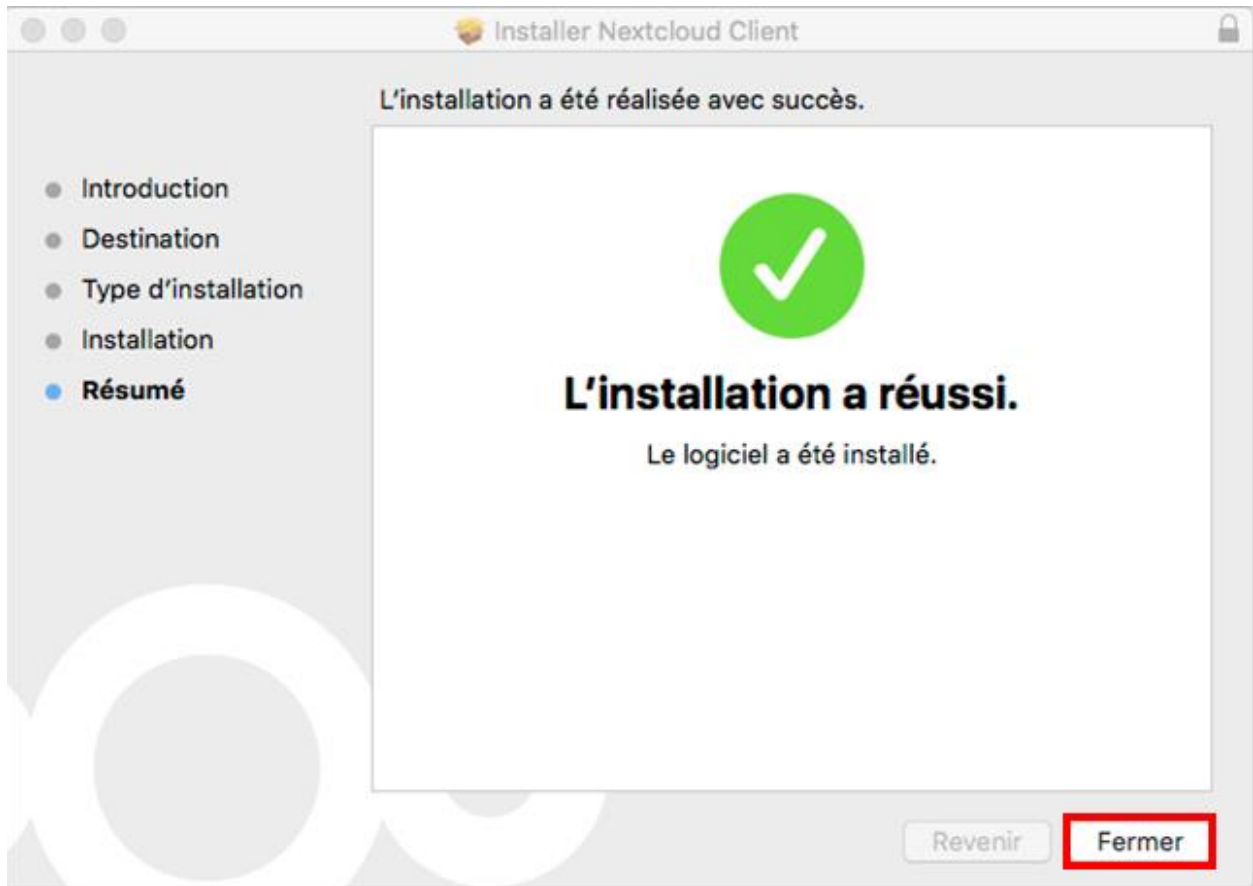 Installer Nextcloud Client
L’installation a été réalisée avec succès.
Introduction
Destination
Type d’installation
Installation
Résumé
L’installation a réussi.
Le logiciel a été installé.
Revenir
Fermer